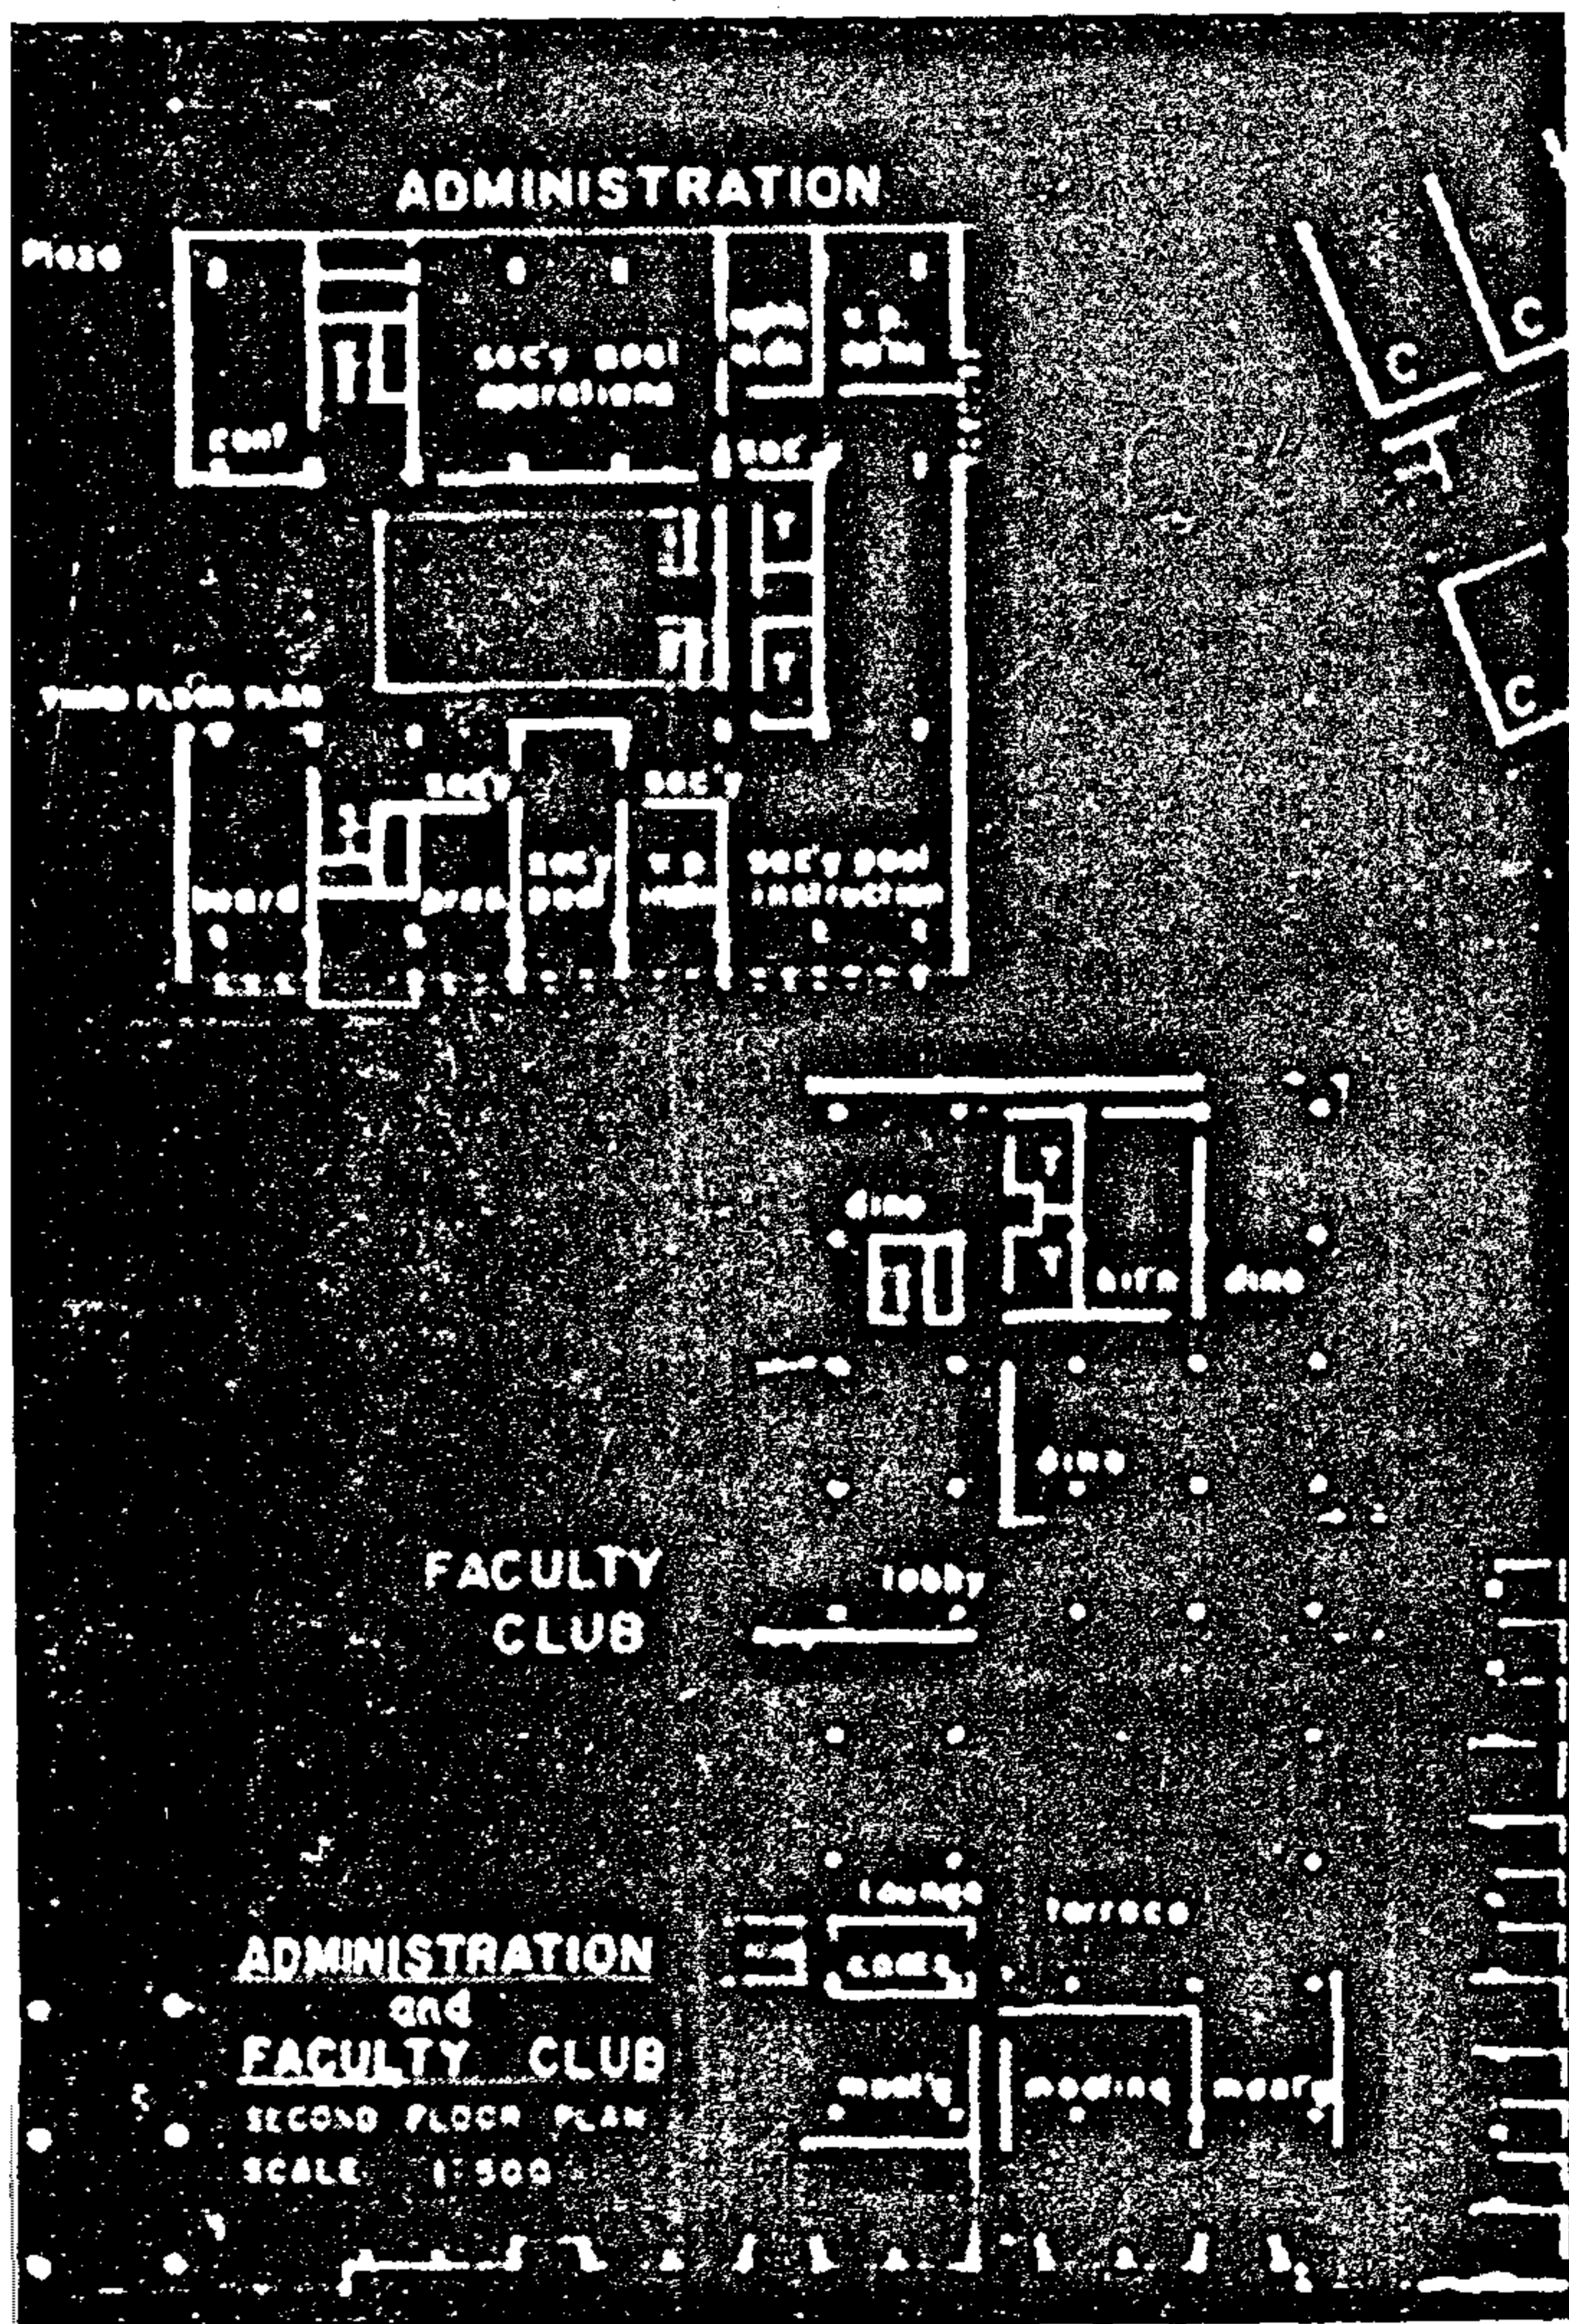 ADMINISTRATION
Plaza
C
C
sec'y pool
operations
v. p.
conf
sec'y
T
T
C
THIRD FLOOR PLAN
sec'y
sec'y
board
pres.
sec'y
pool
v. p.
sec'y pool
instruction
T
dine
T
kit'n
dine
dine
FACULTY
CLUB
lobby
lounge
terrace
ADMINISTRATION
and
FACULTY CLUB
meet'g
meeting
SECOND FLOOR PLAN
SCALE 1:500